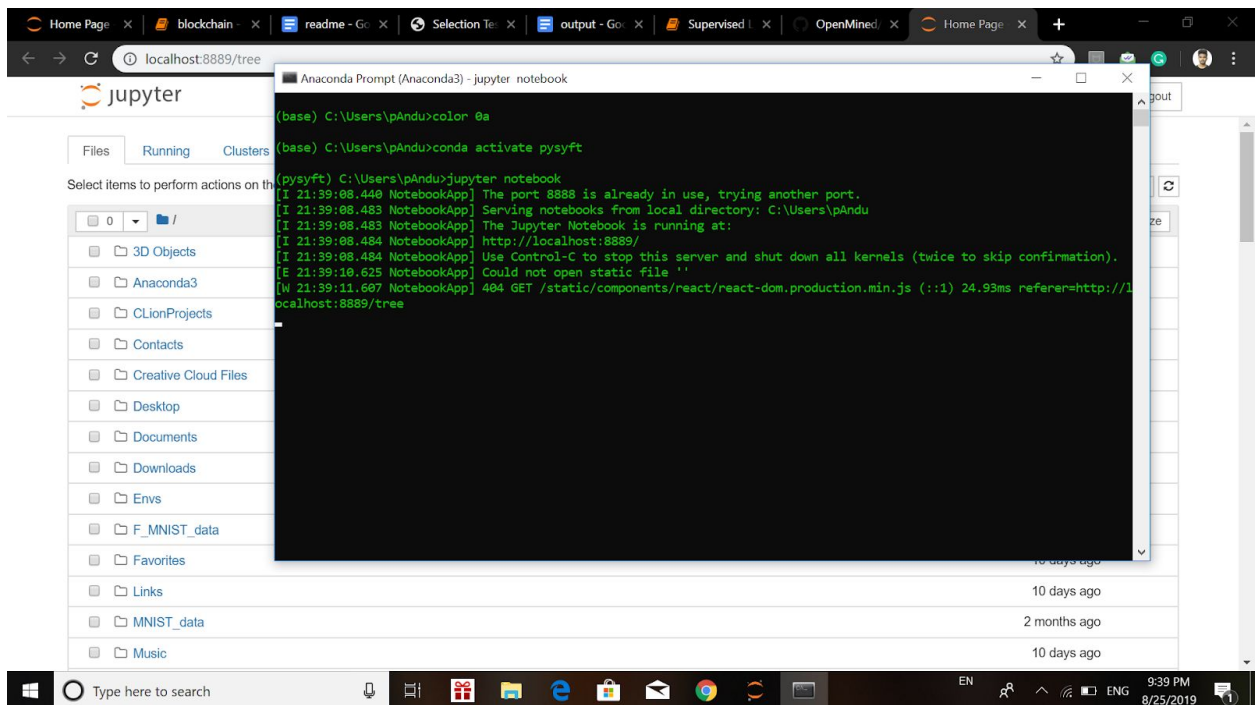 Home Page
blockchain -
readme - Go
Selection Te
output - Goo
Supervised L
OpenMined/
Home Page
localhost:8889/tree
jupyter
gout
Files
Running
Clusters
Select items to perform actions on th
0
/
ze
3D Objects
Anaconda3
CLionProjects
Contacts
Creative Cloud Files
Desktop
Documents
Downloads
Envs
F_MNIST_data
Favorites
Links
10 days ago
MNIST_data
2 months ago
Music
10 days ago
Anaconda Prompt (Anaconda3) - jupyter notebook
(base) C:\Users\pAndu>color 0a
(base) C:\Users\pAndu>conda activate pysyft
(pysyft) C:\Users\pAndu>jupyter notebook
[I 21:39:08.440 NotebookApp] The port 8888 is already in use, trying another port.
[I 21:39:08.483 NotebookApp] Serving notebooks from local directory: C:\Users\pAndu
[I 21:39:08.483 NotebookApp] The Jupyter Notebook is running at:
[I 21:39:08.484 NotebookApp] http://localhost:8889/
[I 21:39:08.484 NotebookApp] Use Control-C to stop this server and shut down all kernels (twice to skip confirmation).
[E 21:39:10.625 NotebookApp] Could not open static file ''
[W 21:39:11.607 NotebookApp] 404 GET /static/components/react/react-dom.production.min.js (::1) 24.93ms referer=http://l
ocalhost:8889/tree
Type here to search
EN
ENG
9:39 PM
8/25/2019
1